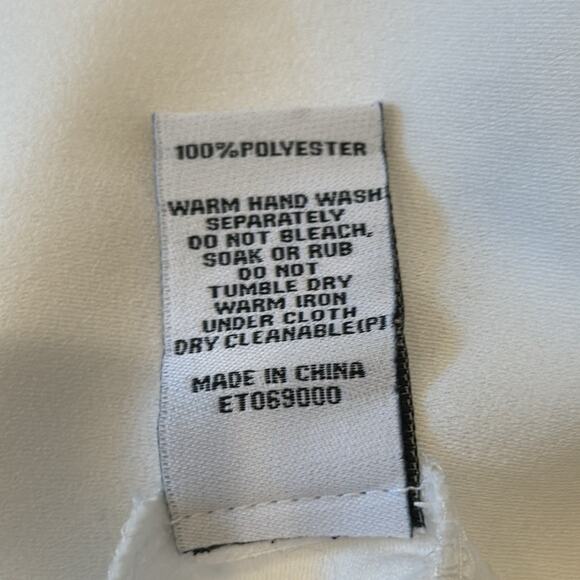 100%POLYESTER
WARM HAND WASH
SEPARATELY
DO NOT BLEACH,
SOAK OR RUB
DO NOT
TUMBLE DRY
WARM IRON
UNDER CLOTH
DRY CLEANABLE(P)
MADE IN CHINA
ET069000